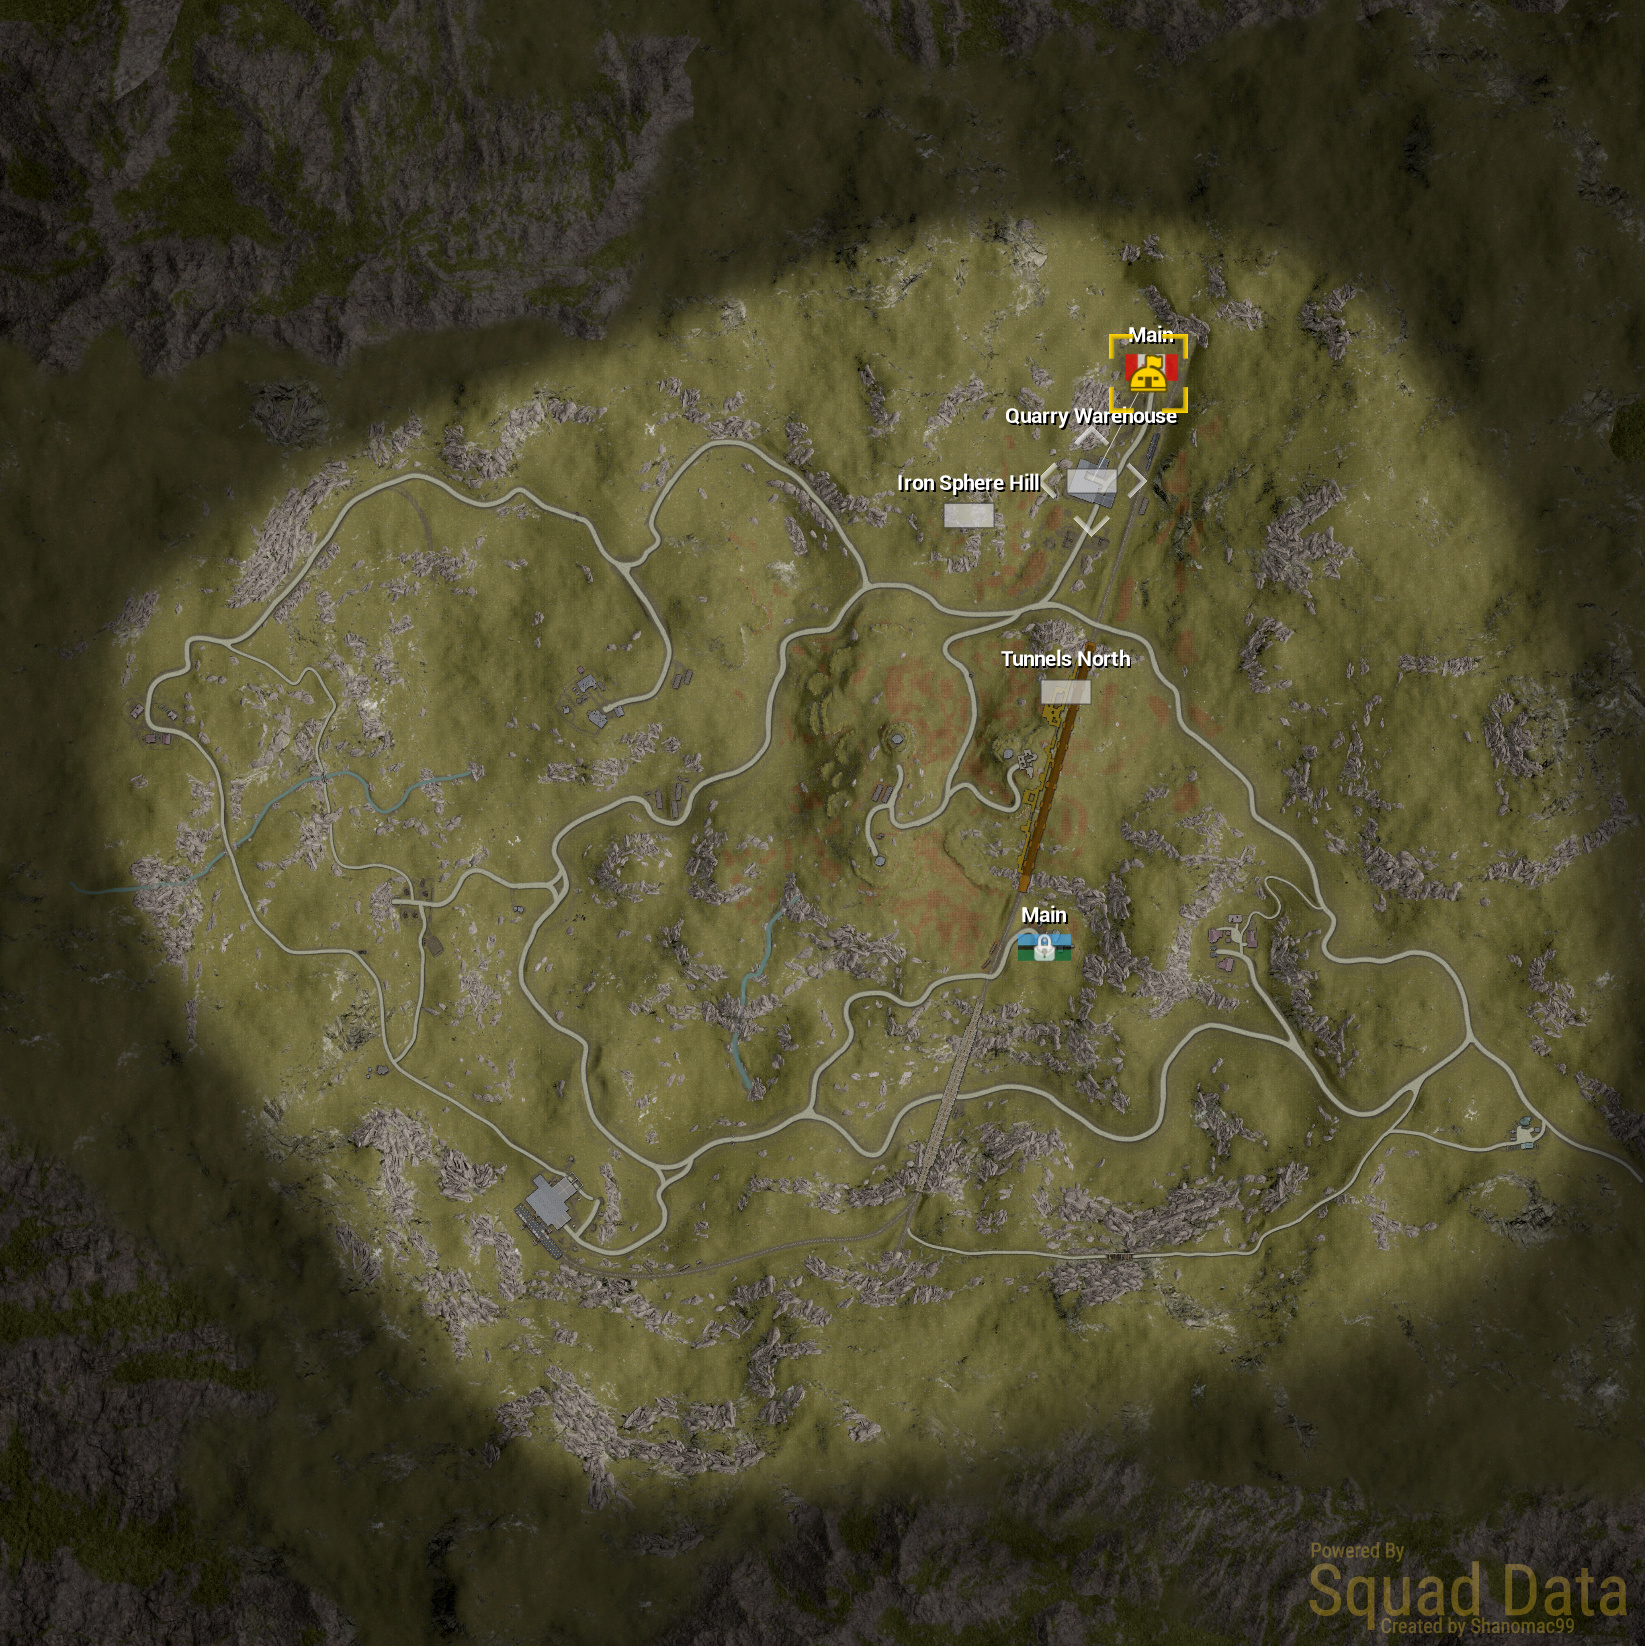 Main
Quarry Warehouse
Iron Sphere Hill
Tunnels North
Main
Powered By
Squad Data
Created by Shanomac99